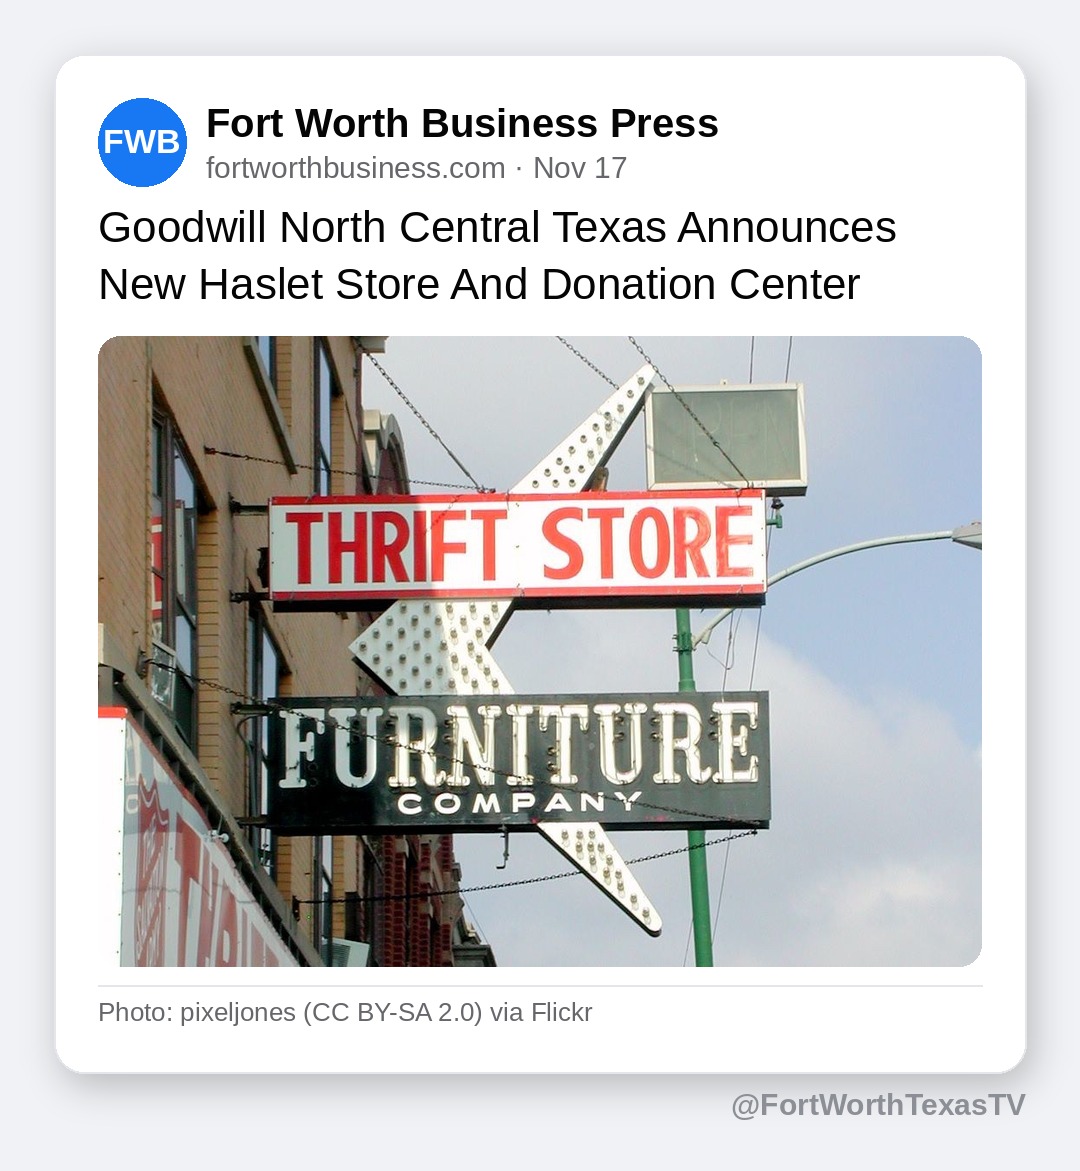 FWB
Fort Worth Business Press
fortworthbusiness.com · Nov 17
Goodwill North Central Texas Announces
New Haslet Store And Donation Center
THRIFT STORE
FURNITURE
COMPANY
Photo: pixeljones (CC BY-SA 2.0) via Flickr
@FortWorthTexasTV